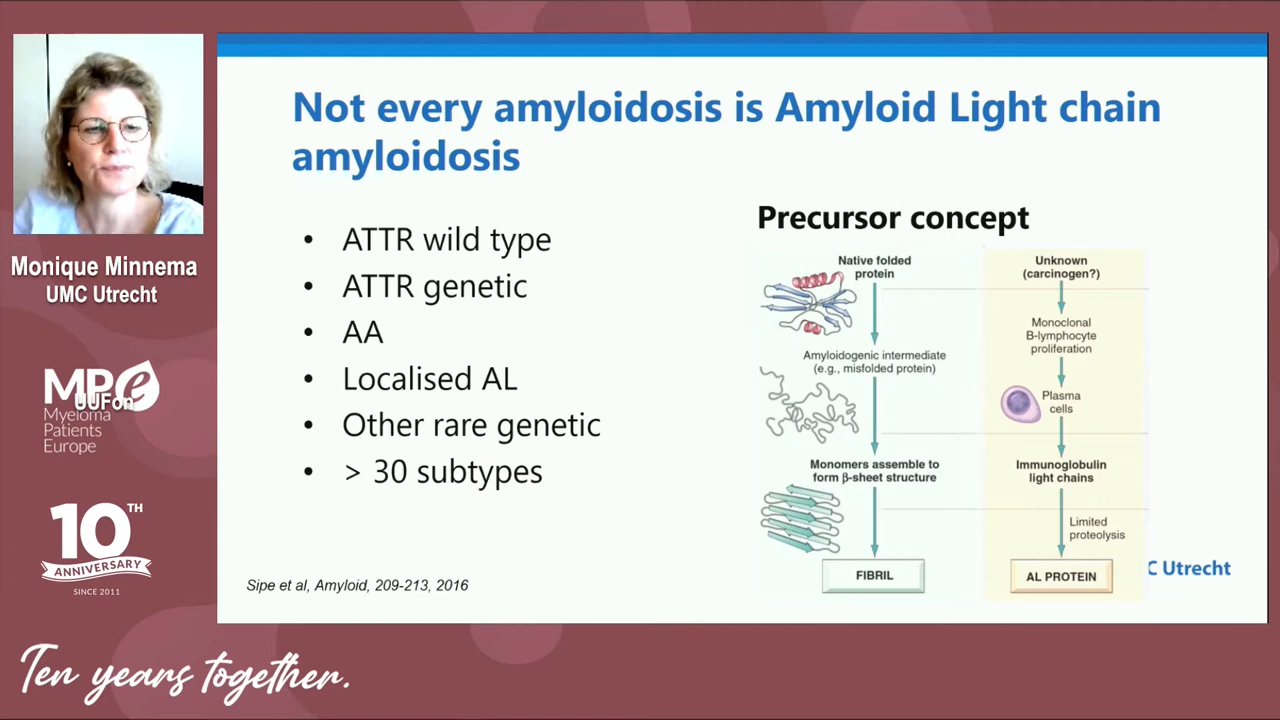 Not every amyloidosis is Amyloid Light chain
amyloidosis
• ATTR wild type
• ATTR genetic
• AA
• Localised AL
• Other rare genetic
• > 30 subtypes
Sipe et al, Amyloid, 209-213, 2016
Precursor concept
Native folded
protein
Amyloidogenic intermediate
(e.g., misfolded protein)
Monomers assemble to
form β-sheet structure
FIBRIL
Unknown
(carcinogen?)
Monoclonal
B-lymphocyte
proliferation
Plasma
cells
Immunoglobulin
light chains
Limited
proteolysis
AL PROTEIN
C Utrecht
Monique Minnema
UMC Utrecht
MPe
UUFon
Myeloma
Patients
Europe
10TH
ANNIVERSARY
SINCE 2011
Ten years together.